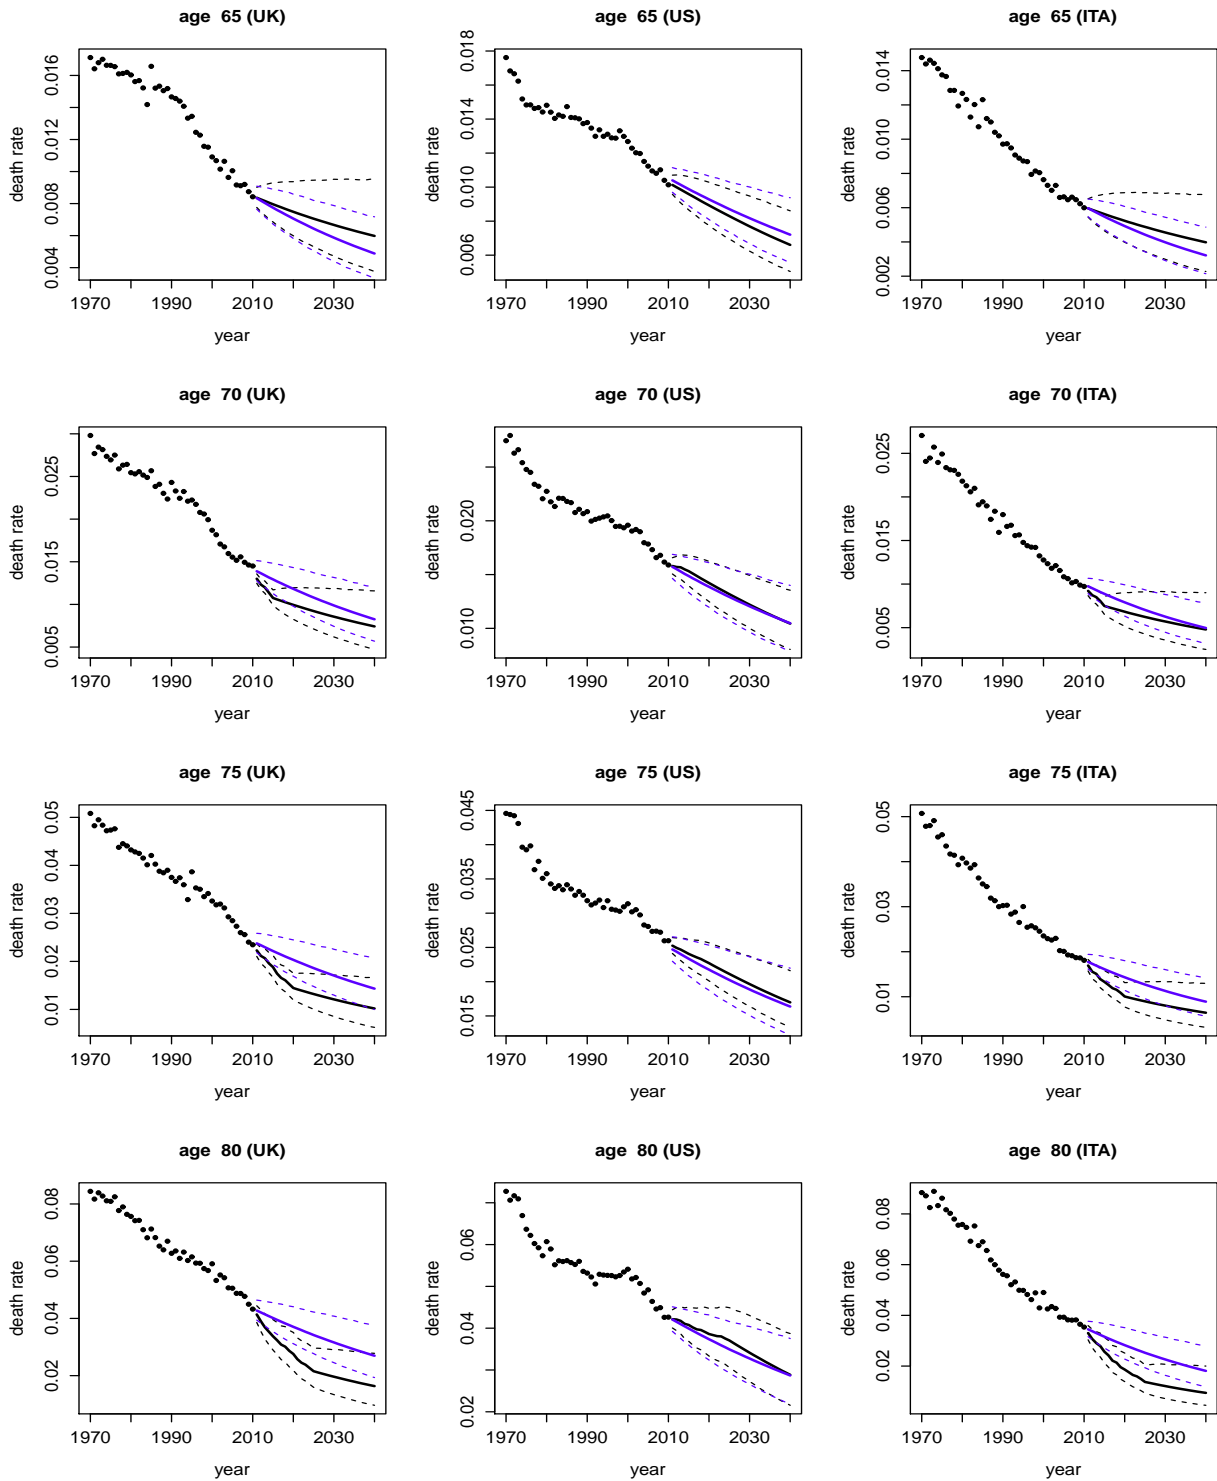 age 65 (UK) age 65 (US) age 65 (ITA)
death rate death rate death rate
0.016 0.018 0.014
0.012 0.014 0.010
0.008 0.010 0.006
0.004 0.006 0.002
1970 1990 2010 2030 1970 1990 2010 2030 1970 1990 2010 2030
year year year
age 70 (UK) age 70 (US) age 70 (ITA)
death rate death rate death rate
0.025 0.020 0.025
0.015 0.010 0.015
0.005 0.005
1970 1990 2010 2030 1970 1990 2010 2030 1970 1990 2010 2030
year year year
age 75 (UK) age 75 (US) age 75 (ITA)
death rate death rate death rate
0.05 0.045 0.05
0.04 0.035 0.03
0.03 0.025 0.01
0.02 0.015
0.01
1970 1990 2010 2030 1970 1990 2010 2030 1970 1990 2010 2030
year year year
age 80 (UK) age 80 (US) age 80 (ITA)
death rate death rate death rate
0.08 0.06 0.08
0.06 0.04 0.06
0.04 0.02 0.04
0.02 0.02
1970 1990 2010 2030 1970 1990 2010 2030 1970 1990 2010 2030
year year year